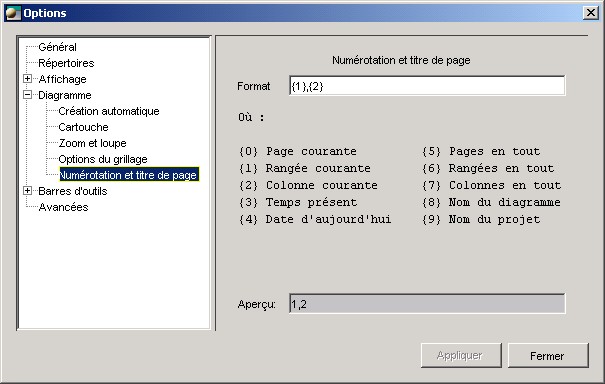 Options
Général
Répertoires
Affichage
Diagramme
Création automatique
Cartouche
Zoom et loupe
Options du grillage
Numérotation et titre de page
Barres d'outils
Avancées
Numérotation et titre de page
Format {1},{2}
Où :
{0} Page courante {5} Pages en tout
{1} Rangée courante {6} Rangées en tout
{2} Colonne courante {7} Colonnes en tout
{3} Temps présent {8} Nom du diagramme
{4} Date d'aujourd'hui {9} Nom du projet
Aperçu: 1,2
Appliquer Fermer